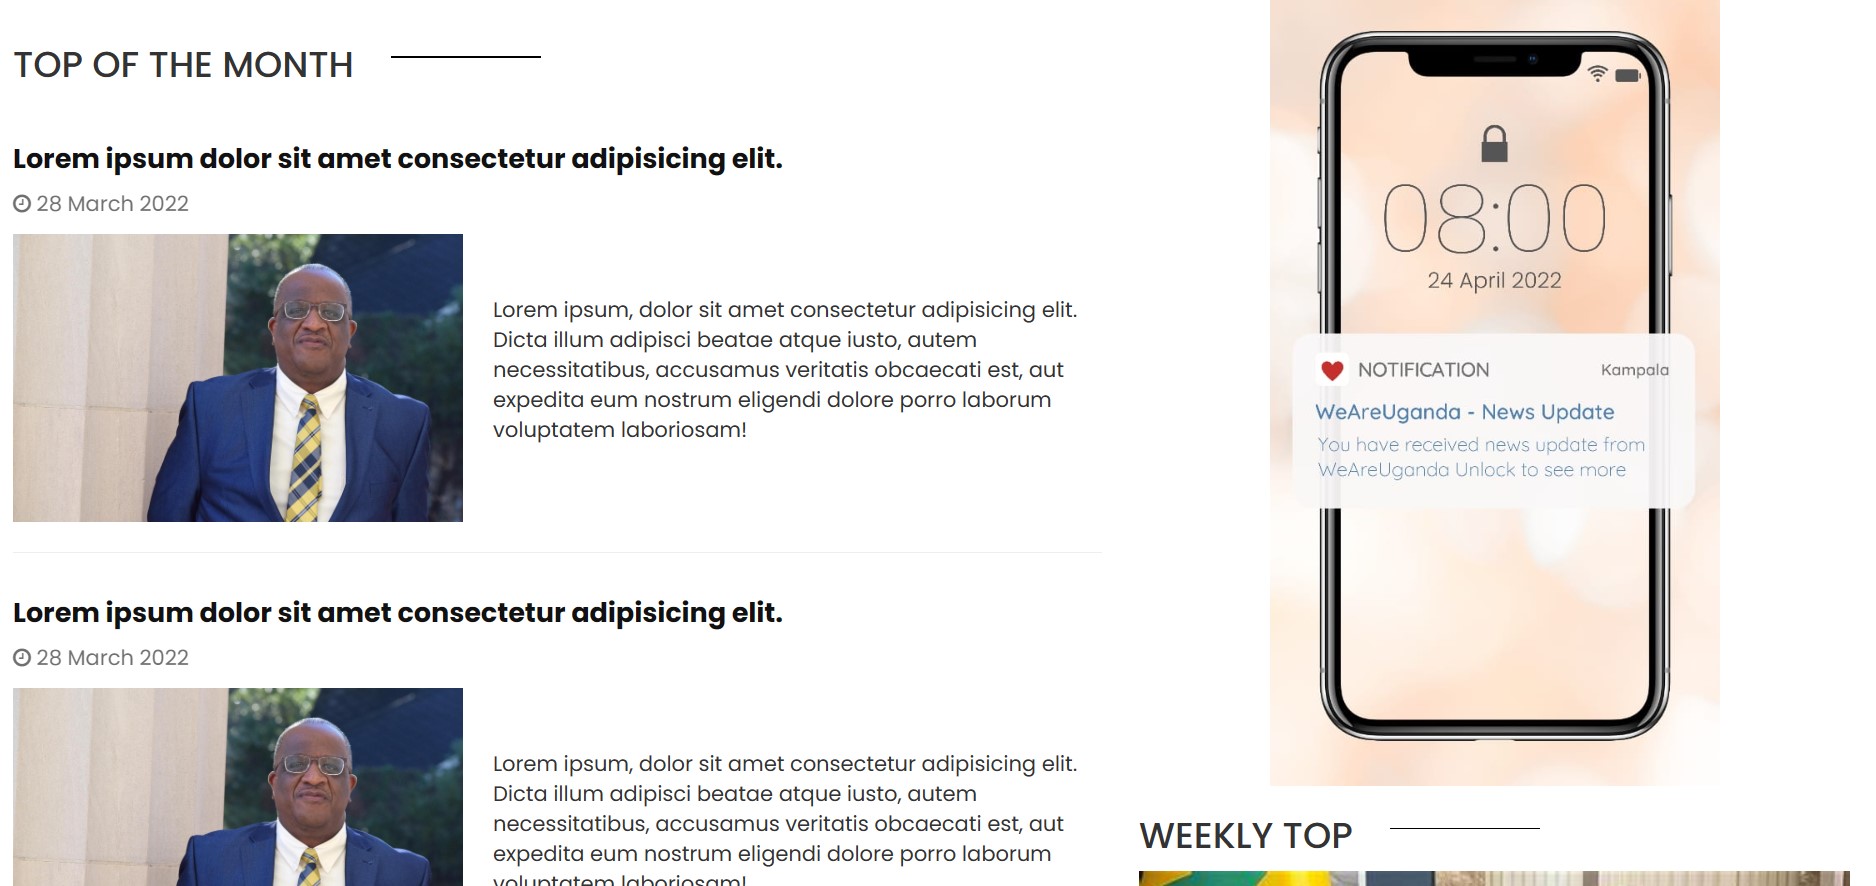 TOP OF THE MONTH
Lorem ipsum dolor sit amet consectetur adipisicing elit.
28 March 2022
Lorem ipsum, dolor sit amet consectetur adipisicing elit.
Dicta illum adipisci beatae atque iusto, autem
necessitatibus, accusamus veritatis obcaecati est, aut
expedita eum nostrum eligendi dolore porro laborum
voluptatem laboriosam!
Lorem ipsum dolor sit amet consectetur adipisicing elit.
28 March 2022
Lorem ipsum, dolor sit amet consectetur adipisicing elit.
Dicta illum adipisci beatae atque iusto, autem
necessitatibus, accusamus veritatis obcaecati est, aut
expedita eum nostrum eligendi dolore porro laborum
voluptatem laboriosam!
08:00
24 April 2022
NOTIFICATION Kampala
WeAreUganda - News Update
You have received news update from
WeAreUganda Unlock to see more
WEEKLY TOP